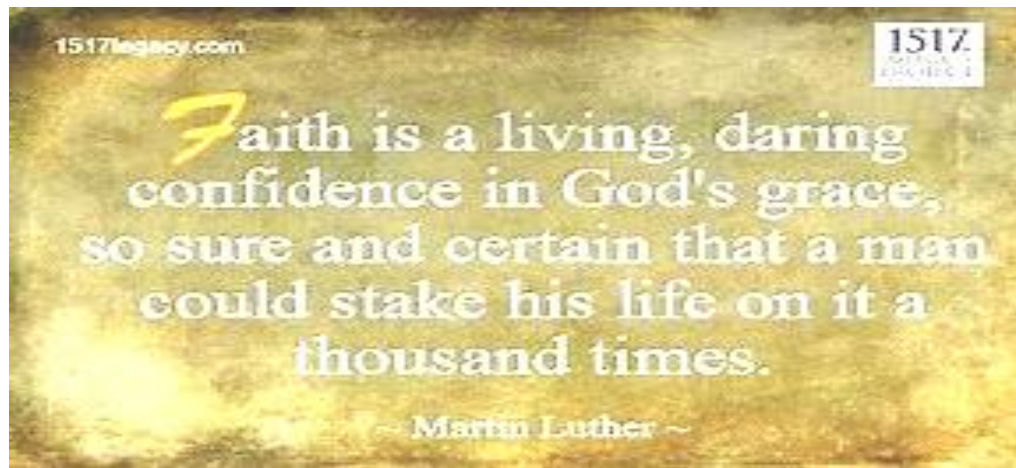 1517legacy.com
1517
Faith is a living, daring
confidence in God's grace,
so sure and certain that a man
could stake his life on it a
thousand times.
~ Martin Luther ~